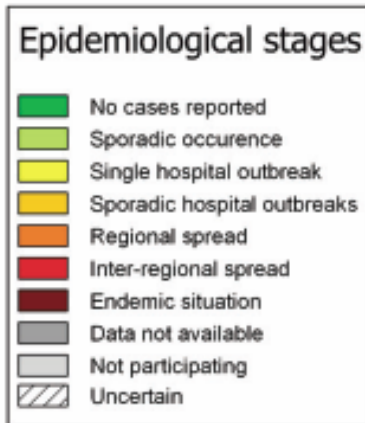 Epidemiological stages
No cases reported
Sporadic occurence
Single hospital outbreak
Sporadic hospital outbreaks
Regional spread
Inter-regional spread
Endemic situation
Data not available
Not participating
Uncertain